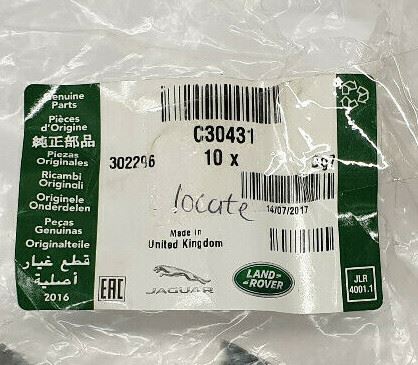 Genuine
Parts
Pièces
d'Origine
純正部品
Piezas
Originales
Ricambi
Originali
Originele
Onderdelen
Peças
Genuinas
Originalteile
قطع غيار
أصلية
2016
C30431
302296
10 x
locate
14/07/2017
Made in
United Kingdom
EAC
JAGUAR
LAND-
ROVER
JLR
4001.1